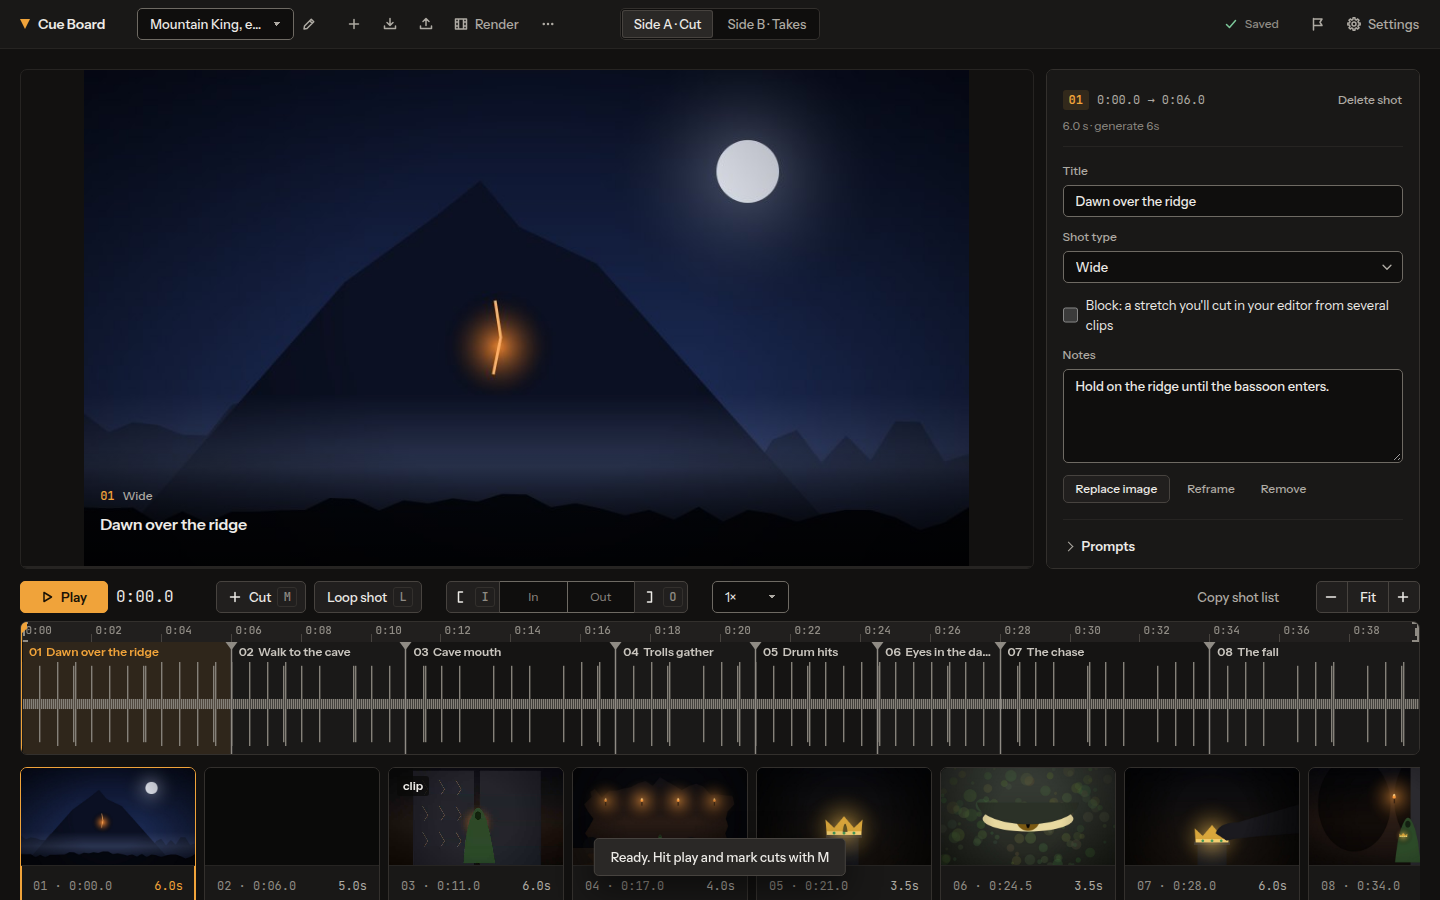 Cue Board
Mountain King, e...
Render
Side A · Cut
Side B · Takes
Saved
Settings
01 0:00.0 → 0:06.0
Delete shot
6.0 s · generate 6s
Title
Dawn over the ridge
Shot type
Wide
Block: a stretch you'll cut in your editor from several
clips
Notes
Hold on the ridge until the bassoon enters.
Replace image
Reframe
Remove
Prompts
01 Wide
Dawn over the ridge
Play
0:00.0
Cut M
Loop shot L
I
In
Out
O
1×
Copy shot list
Fit
0:00 0:02 0:04 0:06 0:08 0:10 0:12 0:14 0:16 0:18 0:20 0:22 0:24 0:26 0:28 0:30 0:32 0:34 0:36 0:38
01 Dawn over the ridge
02 Walk to the cave
03 Cave mouth
04 Trolls gather
05 Drum hits
06 Eyes in the da...
07 The chase
08 The fall
clip
Ready. Hit play and mark cuts with M
01 · 0:00.0 6.0s
02 · 0:06.0 5.0s
03 · 0:11.0 6.0s
04 · 0:17.0 4.0s
05 · 0:21.0 3.5s
06 · 0:24.5 3.5s
07 · 0:28.0 6.0s
08 · 0:34.0